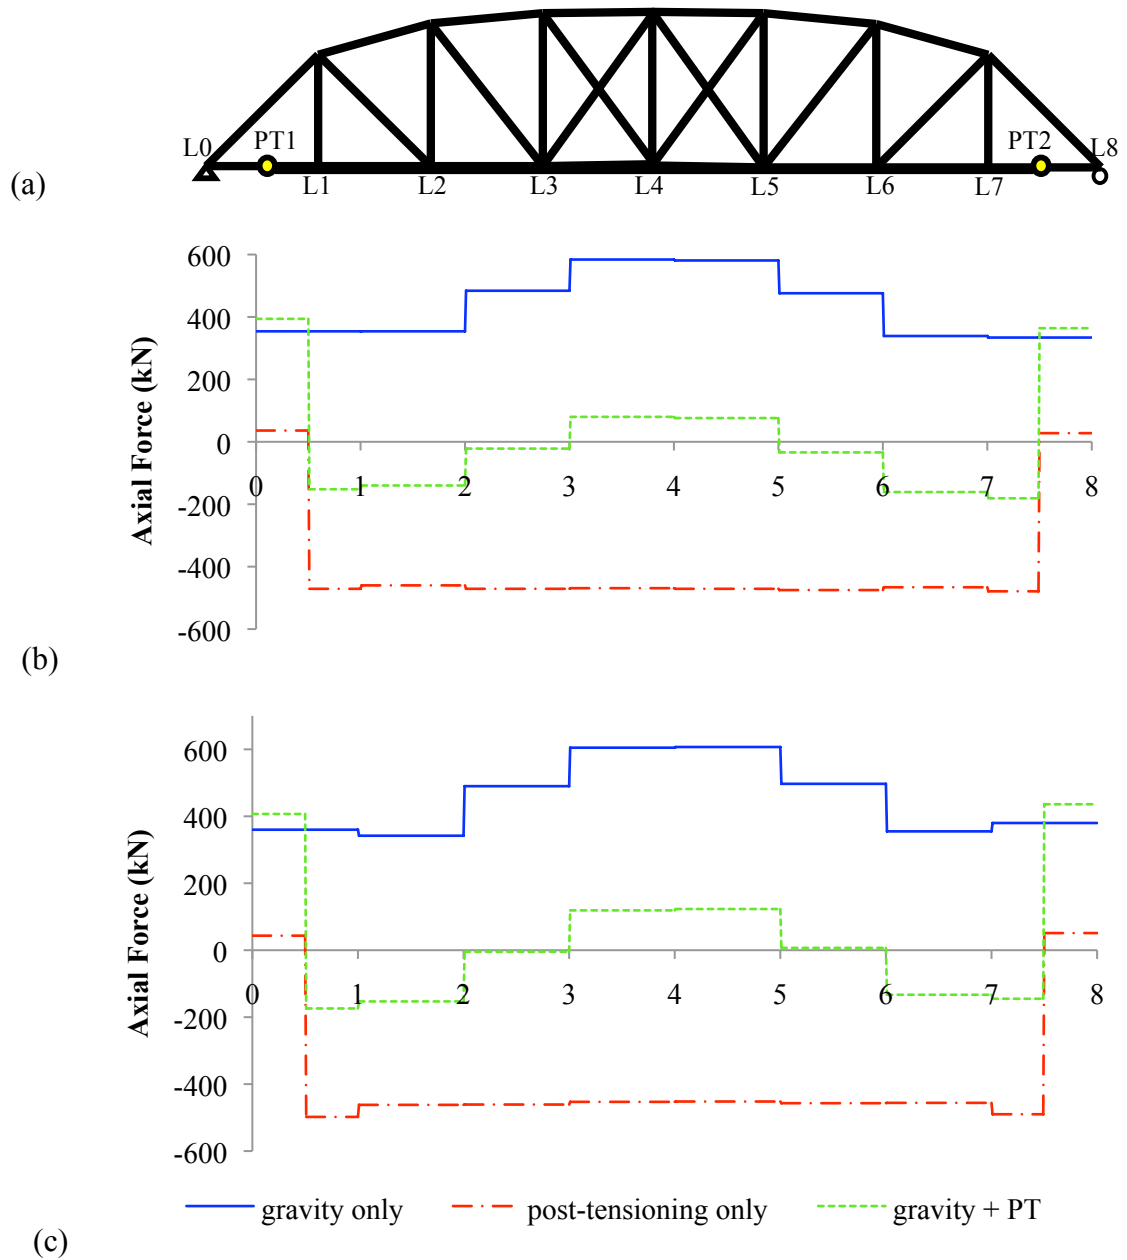 L0 PT1 PT2 L8
L1 L2 L3 L4 L5 L6 L7
(a)
Axial Force (kN)
600
400
200
0
-200
-400
-600
0 1 2 3 4 5 6 7 8
(b)
Axial Force (kN)
600
400
200
0
-200
-400
-600
0 1 2 3 4 5 6 7 8
gravity only post-tensioning only gravity + PT
(c)